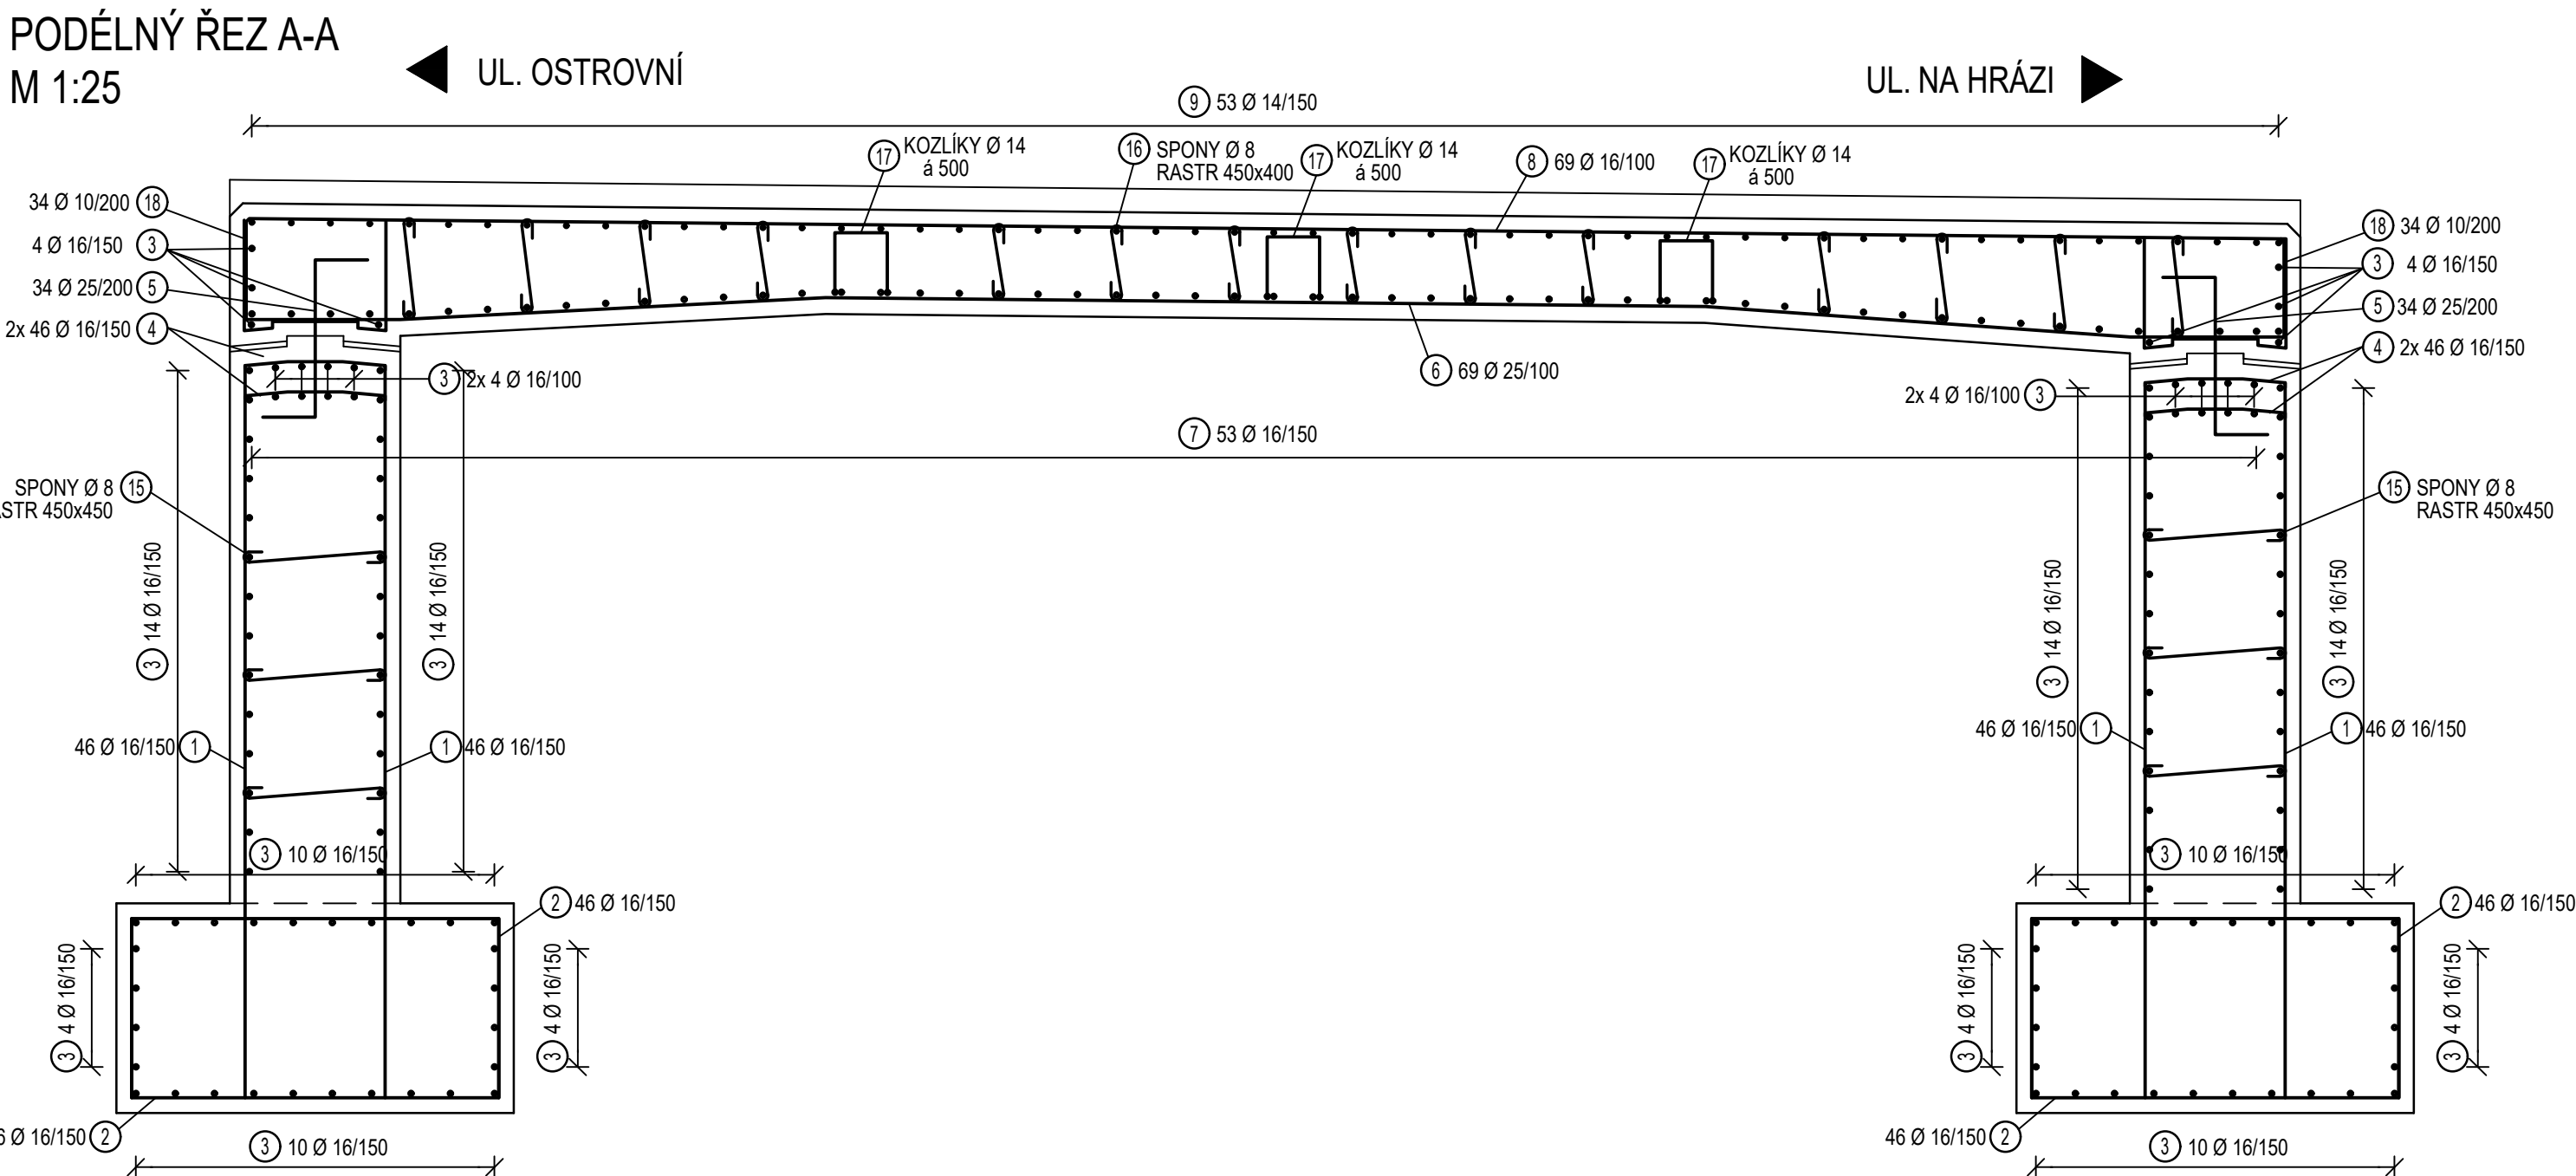 PODÉLNÝ ŘEZ A-A
M 1:25
UL. OSTROVNÍ
UL. NA HRÁZI
9 53 Ø 14/150
17 KOZLÍKY Ø 14
á 500
16 SPONY Ø 8
RASTR 450x400
17 KOZLÍKY Ø 14
á 500
8 69 Ø 16/100
17 KOZLÍKY Ø 14
á 500
34 Ø 10/200 18
4 Ø 16/150 3
34 Ø 25/200 5
2x 46 Ø 16/150 4
18 34 Ø 10/200
3 4 Ø 16/150
5 34 Ø 25/200
4 2x 46 Ø 16/150
3 2x 4 Ø 16/100
6 69 Ø 25/100
2x 4 Ø 16/100 3
7 53 Ø 16/150
SPONY Ø 8 15
STR 450x450
15 SPONY Ø 8
RASTR 450x450
3 14 Ø 16/150
3 14 Ø 16/150
3 14 Ø 16/150
3 14 Ø 16/150
46 Ø 16/150 1
1 46 Ø 16/150
46 Ø 16/150 1
1 46 Ø 16/150
3 10 Ø 16/150
3 10 Ø 16/150
2 46 Ø 16/150
2 46 Ø 16/150
3 4 Ø 16/150
3 4 Ø 16/150
3 4 Ø 16/150
3 4 Ø 16/150
6 Ø 16/150 2
46 Ø 16/150 2
3 10 Ø 16/150
3 10 Ø 16/150